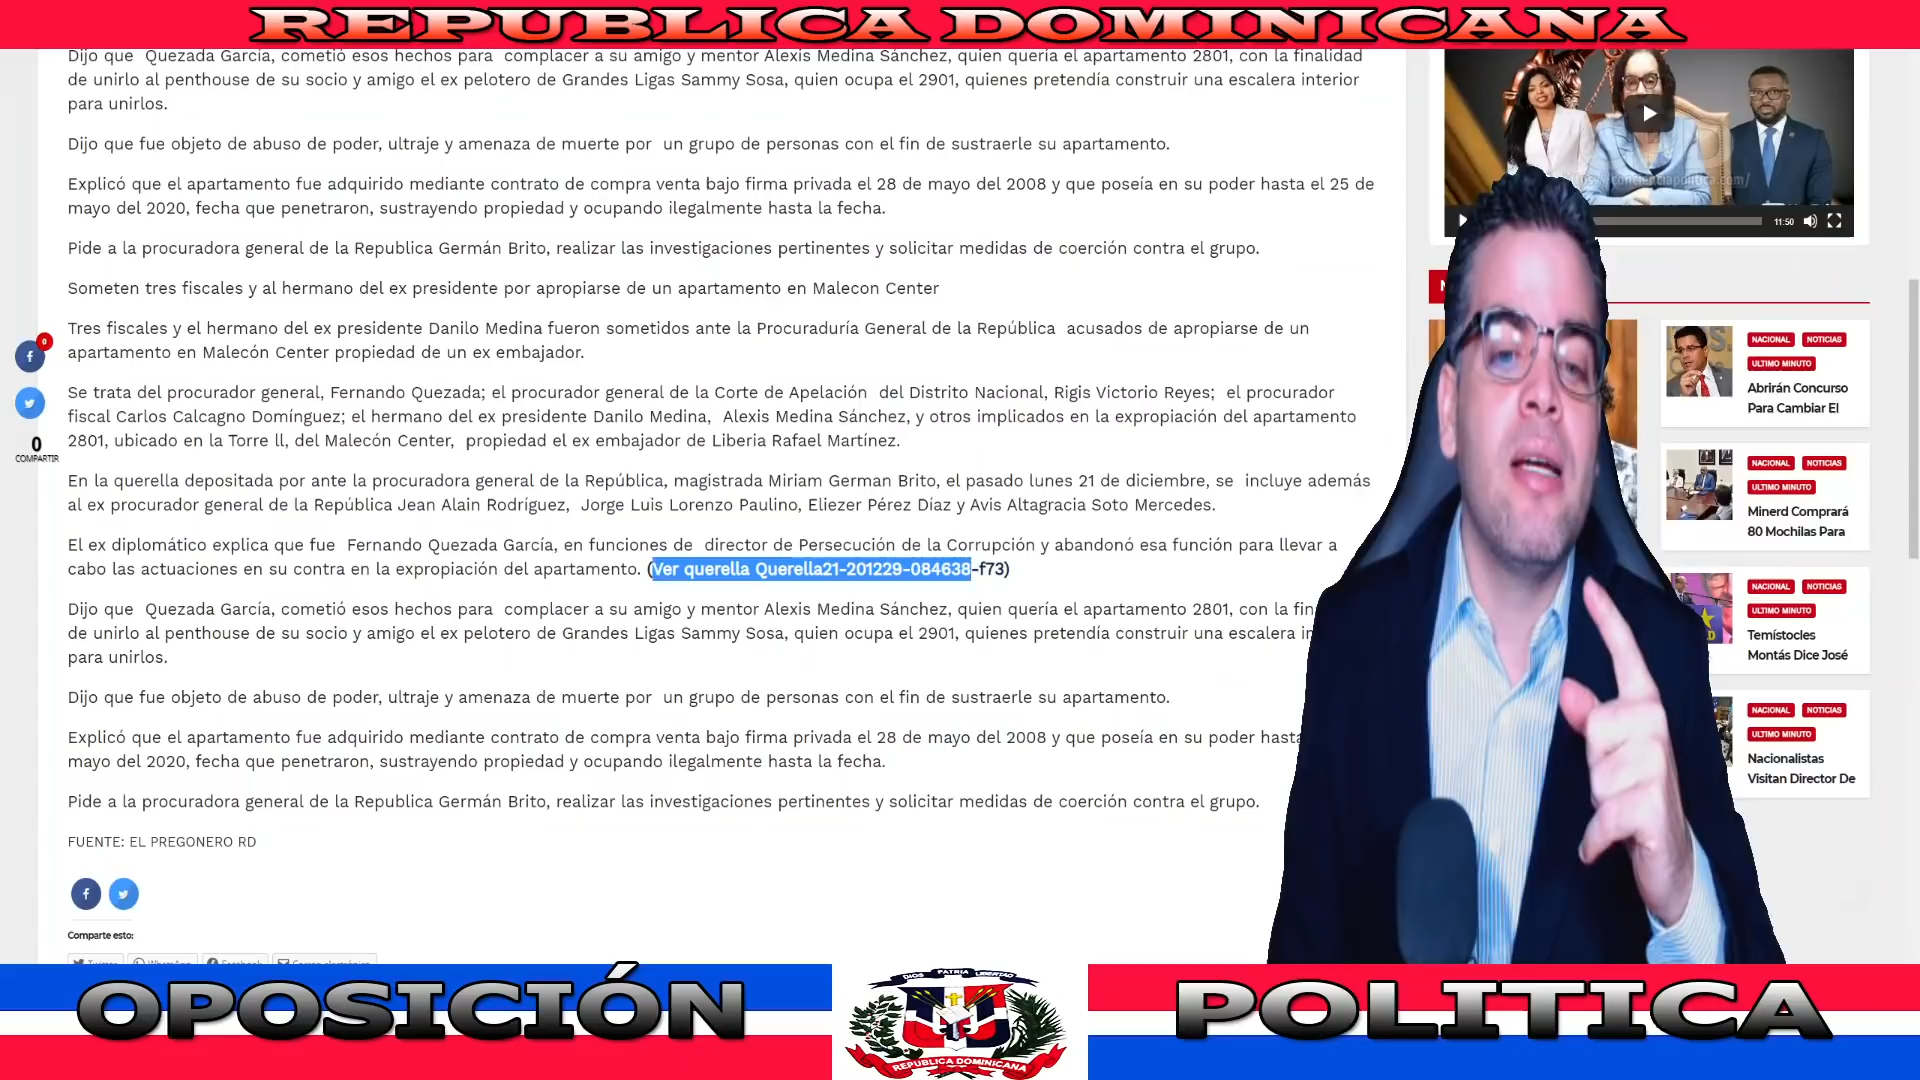 REPUBLICA DOMINICANA
Dijo que Quezada García, cometió esos hechos para complacer a su amigo y mentor Alexis Medina Sánchez, quien quería el apartamento 2801, con la finalidad
de unirlo al penthouse de su socio y amigo el ex pelotero de Grandes Ligas Sammy Sosa, quien ocupa el 2901, quienes pretendía construir una escalera interior
para unirlos.
Dijo que fue objeto de abuso de poder, ultraje y amenaza de muerte por un grupo de personas con el fin de sustraerle su apartamento.
Explicó que el apartamento fue adquirido mediante contrato de compra venta bajo firma privada el 28 de mayo del 2008 y que poseía en su poder hasta el 25 de
mayo del 2020, fecha que penetraron, sustrayendo propiedad y ocupando ilegalmente hasta la fecha.
Pide a la procuradora general de la Republica Germán Brito, realizar las investigaciones pertinentes y solicitar medidas de coerción contra el grupo.
Someten tres fiscales y al hermano del ex presidente por apropiarse de un apartamento en Malecon Center
Tres fiscales y el hermano del ex presidente Danilo Medina fueron sometidos ante la Procuraduría General de la República acusados de apropiarse de un
apartamento en Malecón Center propiedad de un ex embajador.
Se trata del procurador general, Fernando Quezada; el procurador general de la Corte de Apelación del Distrito Nacional, Rigis Victorio Reyes; el procurador
fiscal Carlos Calcagno Domínguez; el hermano del ex presidente Danilo Medina, Alexis Medina Sánchez, y otros implicados en la expropiación del apartamento
2801, ubicado en la Torre ll, del Malecón Center, propiedad el ex embajador de Liberia Rafael Martínez.
En la querella depositada por ante la procuradora general de la República, magistrada Miriam German Brito, el pasado lunes 21 de diciembre, se incluye además
al ex procurador general de la República Jean Alain Rodríguez, Jorge Luis Lorenzo Paulino, Eliezer Pérez Díaz y Avis Altagracia Soto Mercedes.
El ex diplomático explica que fue Fernando Quezada García, en funciones de director de Persecución de la Corrupción y abandonó esa función para llevar a
cabo las actuaciones en su contra en la expropiación del apartamento. (Ver querella Querella21-201229-084638-f73)
Dijo que Quezada García, cometió esos hechos para complacer a su amigo y mentor Alexis Medina Sánchez, quien quería el apartamento 2801, con la fin
de unirlo al penthouse de su socio y amigo el ex pelotero de Grandes Ligas Sammy Sosa, quien ocupa el 2901, quienes pretendía construir una escalera in
para unirlos.
Dijo que fue objeto de abuso de poder, ultraje y amenaza de muerte por un grupo de personas con el fin de sustraerle su apartamento.
Explicó que el apartamento fue adquirido mediante contrato de compra venta bajo firma privada el 28 de mayo del 2008 y que poseía en su poder hasta
mayo del 2020, fecha que penetraron, sustrayendo propiedad y ocupando ilegalmente hasta la fecha.
Pide a la procuradora general de la Republica Germán Brito, realizar las investigaciones pertinentes y solicitar medidas de coerción contra el grupo.
FUENTE: EL PREGONERO RD
Comparte esto:
Twitter WhatsApp Facebook Correo electrónico
0
0
COMPARTIR
11:50
NACIONAL NOTICIAS
ULTIMO MINUTO
Abrirán Concurso
Para Cambiar El
NACIONAL NOTICIAS
ULTIMO MINUTO
Minerd Comprará
80 Mochilas Para
NACIONAL NOTICIAS
ULTIMO MINUTO
Temístocles
Montás Dice José
NACIONAL NOTICIAS
ULTIMO MINUTO
Nacionalistas
Visitan Director De
OPOSICIÓN
DIOS PATRIA LIBERTAD
REPUBLICA DOMINICANA
POLITICA